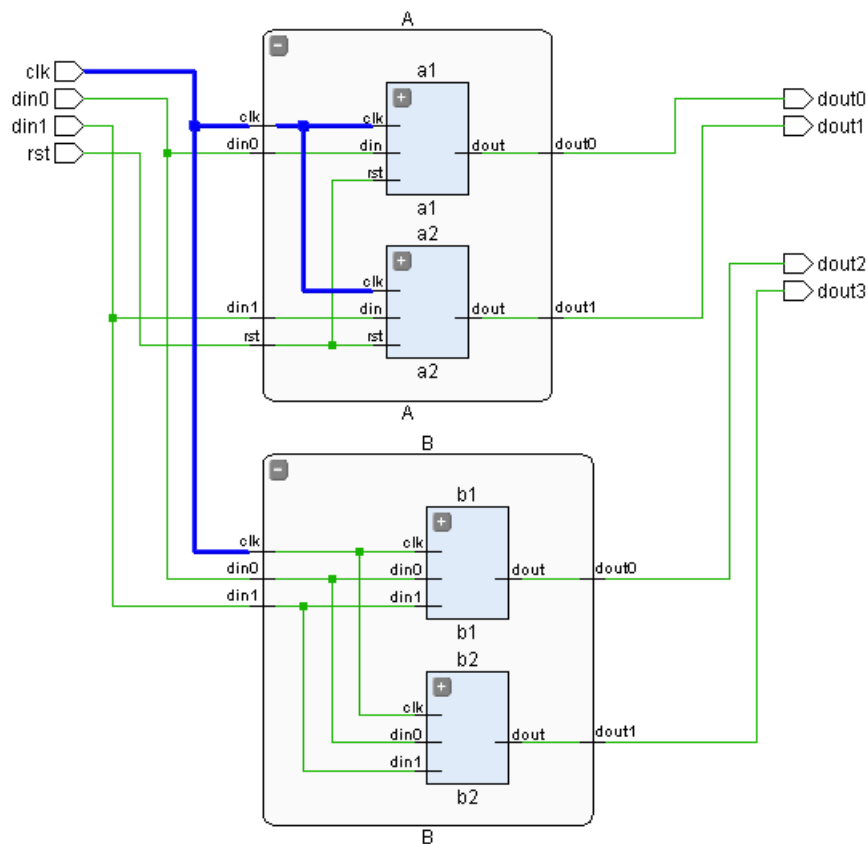 A
clk
din0
din1
rst
a1
clk
clk
din0
din
rst
dout
dout0
dout0
dout1
a1
a2
clk
din1
din
rst
rst
dout
dout1
a2
A
dout2
dout3
B
b1
clk
clk
din0
din0
din1
din1
dout
dout0
b1
b2
clk
din0
din1
dout
dout1
b2
B